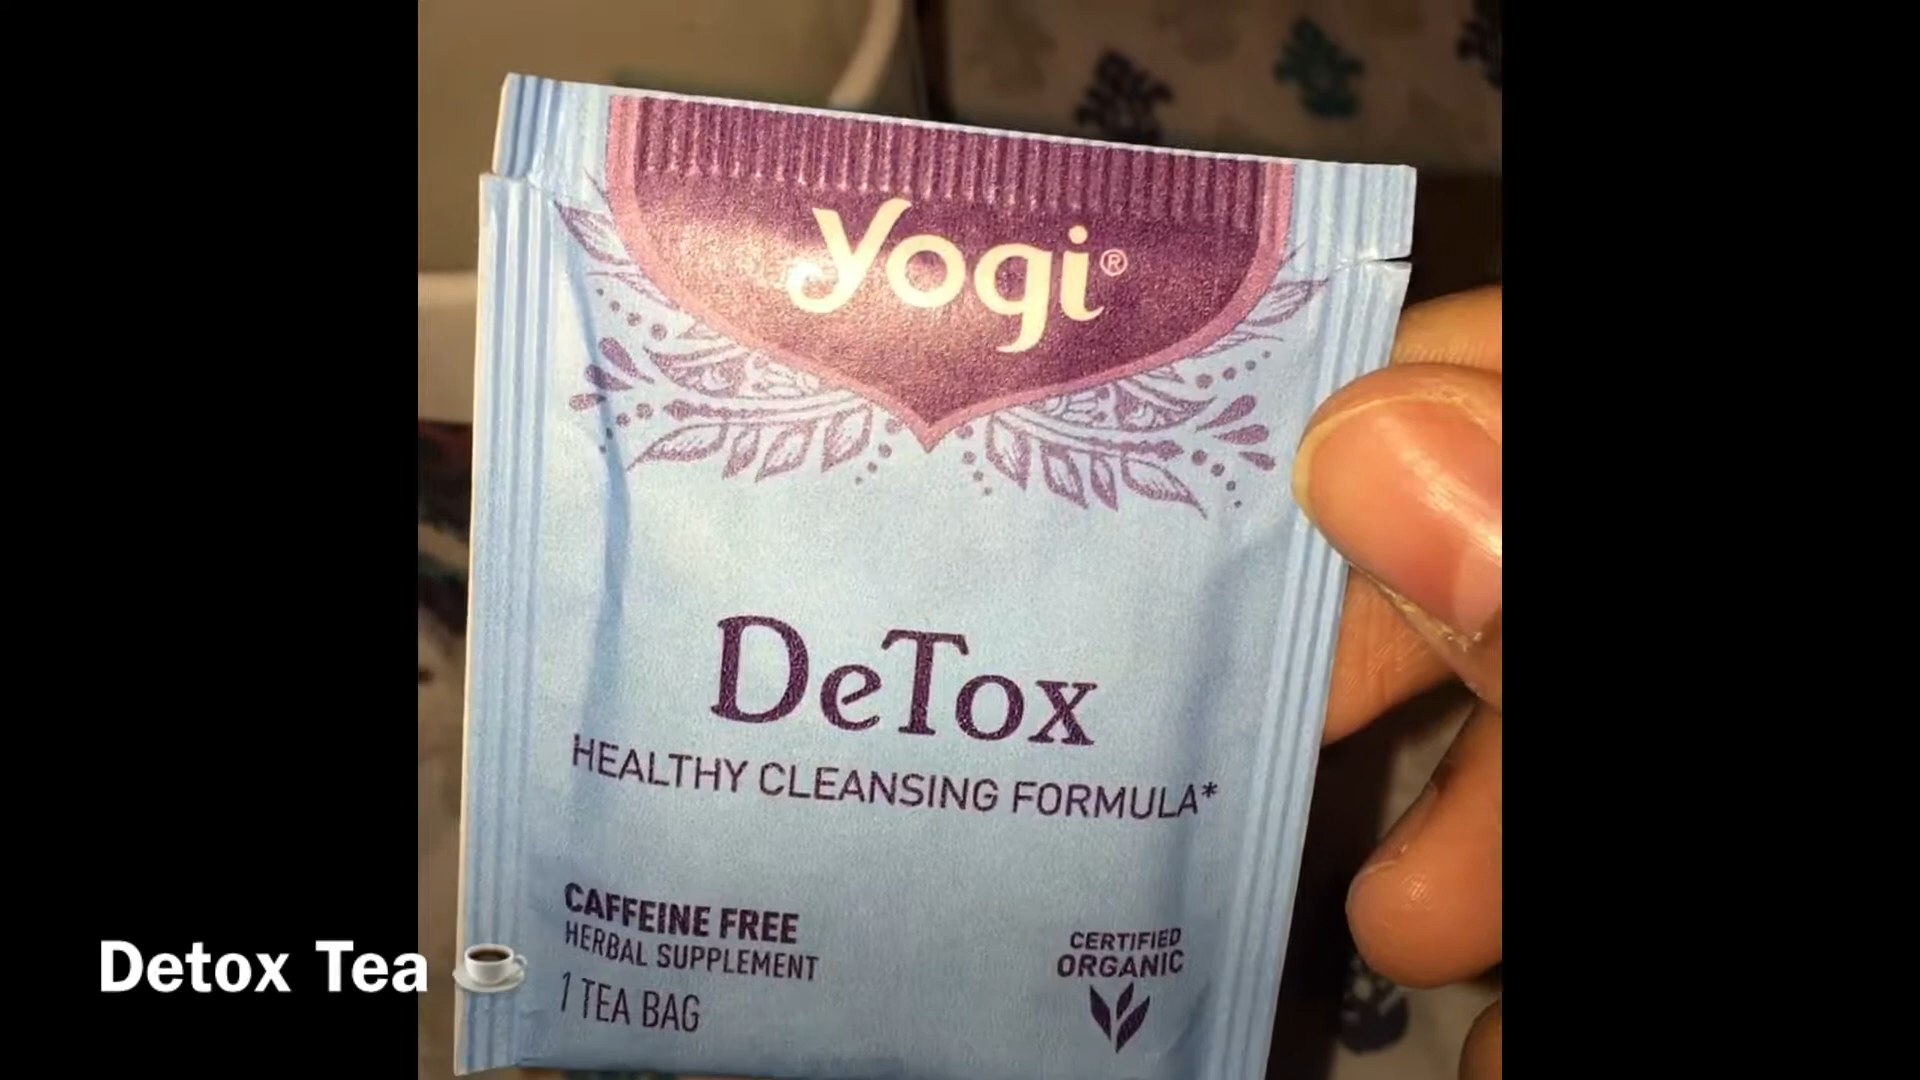 yogi®
DeTox
HEALTHY CLEANSING FORMULA*
CAFFEINE FREE
HERBAL SUPPLEMENT
1 TEA BAG
CERTIFIED
ORGANIC
Detox Tea ☕